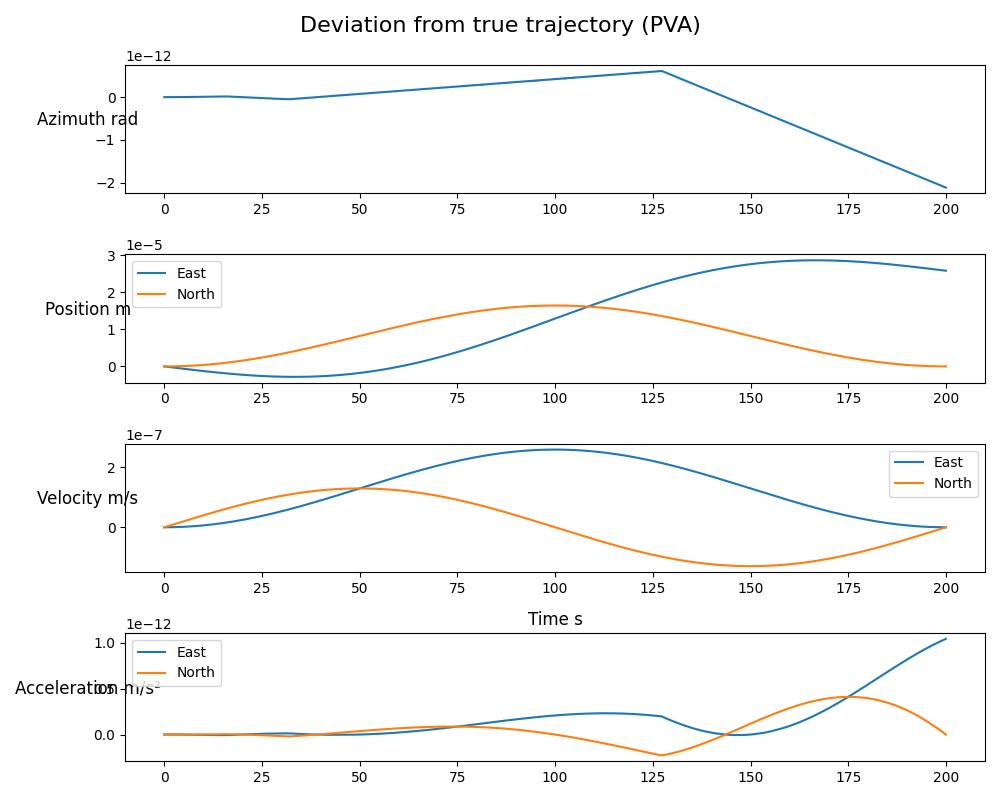 Deviation from true trajectory (PVA)
1e−12
Azimuth rad
0
−1
−2
0 25 50 75 100 125 150 175 200
1e−5
3
East
North
2
Position m
1
0
0 25 50 75 100 125 150 175 200
1e−7
East
North
2
Velocity m/s
0
0 25 50 75 100 125 150 175 200
Time s
1e−12
1.0
East
North
Acceleration m/s²
0.5
0.0
0 25 50 75 100 125 150 175 200